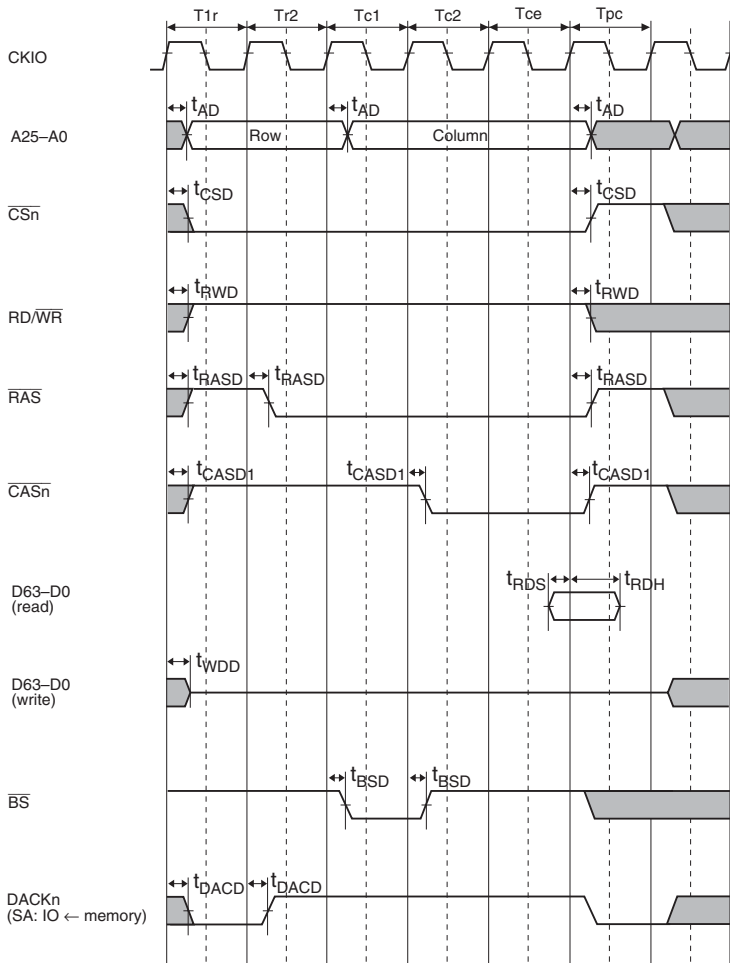 T1r Tr2 Tc1 Tc2 Tce Tpc
CKIO
tAD tAD tAD
A25–A0 Row Column
tCSD tCSD
CSn
tRWD tRWD
RD/WR
tRASD tRASD tRASD
RAS
tCASD1 tCASD1 tCASD1
CASn
tRDS tRDH
D63–D0
(read)
tWDD
D63–D0
(write)
tBSD tBSD
BS
tDACD tDACD
DACKn
(SA: IO ← memory)